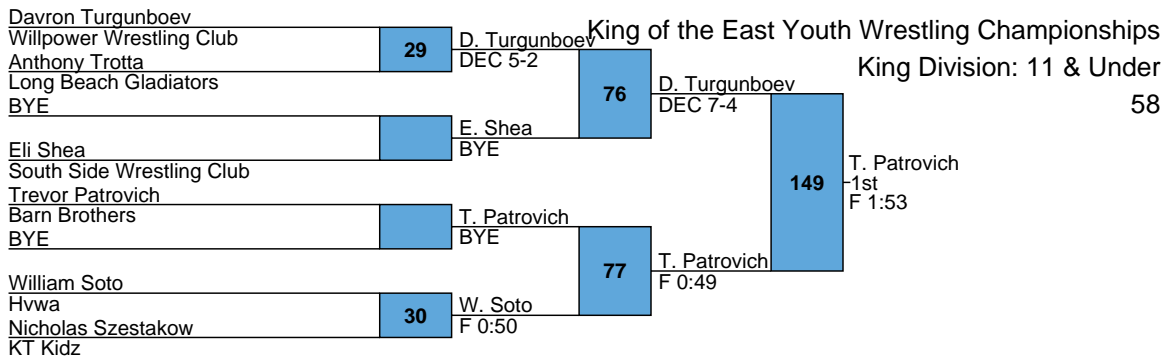 King of the East Youth Wrestling Championships
King Division: 11 & Under
58
Davron Turgunboev
Willpower Wrestling Club
Anthony Trotta
Long Beach Gladiators
BYE
Eli Shea
South Side Wrestling Club
Trevor Patrovich
Barn Brothers
BYE
William Soto
Hvwa
Nicholas Szestakow
KT Kidz
29
30
D. Turgunboev
DEC 5-2
E. Shea
BYE
T. Patrovich
BYE
W. Soto
F 0:50
76
77
D. Turgunboev
DEC 7-4
T. Patrovich
F 0:49
149
T. Patrovich
1st
F 1:53